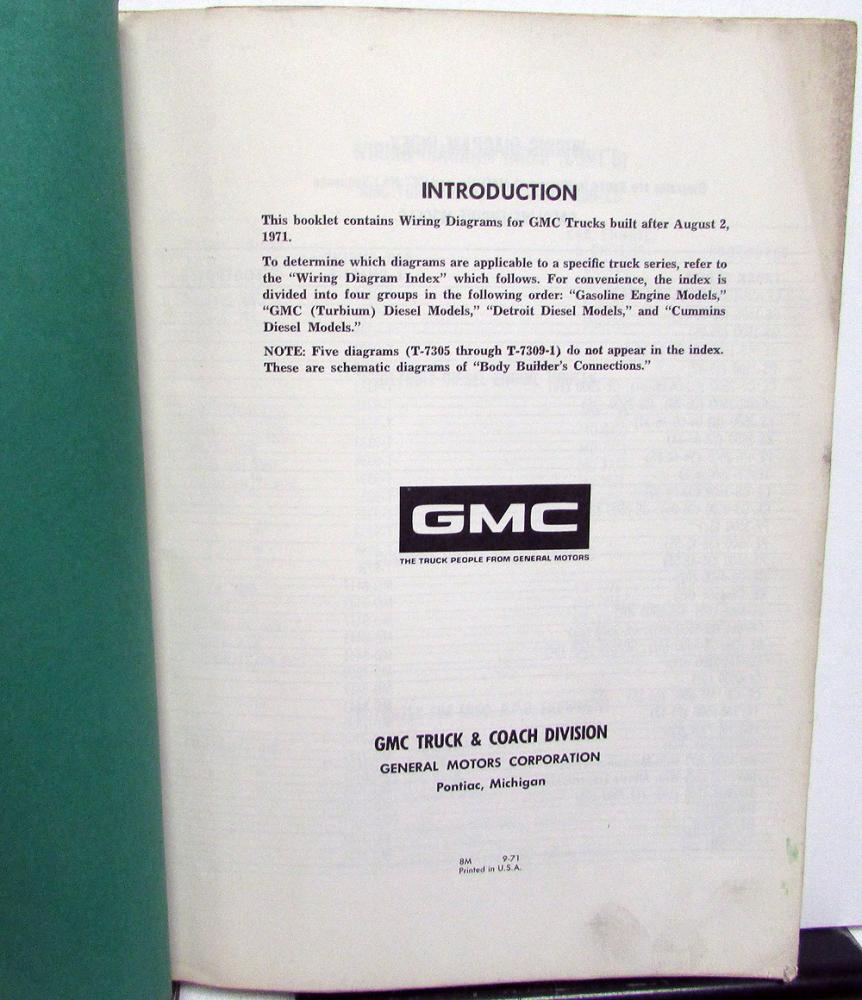 INTRODUCTION
This booklet contains Wiring Diagrams for GMC Trucks built after August 2,
1971.
To determine which diagrams are applicable to a specific truck series, refer to
the “Wiring Diagram Index” which follows. For convenience, the index is
divided into four groups in the following order: “Gasoline Engine Models,”
“GMC (Turbium) Diesel Models,” “Detroit Diesel Models,” and “Cummins
Diesel Models.”
NOTE: Five diagrams (T-7305 through T-7309-1) do not appear in the index.
These are schematic diagrams of “Body Builder’s Connections.”
GMC
THE TRUCK PEOPLE FROM GENERAL MOTORS
GMC TRUCK & COACH DIVISION
GENERAL MOTORS CORPORATION
Pontiac, Michigan
8M 9-71
Printed in U.S.A.